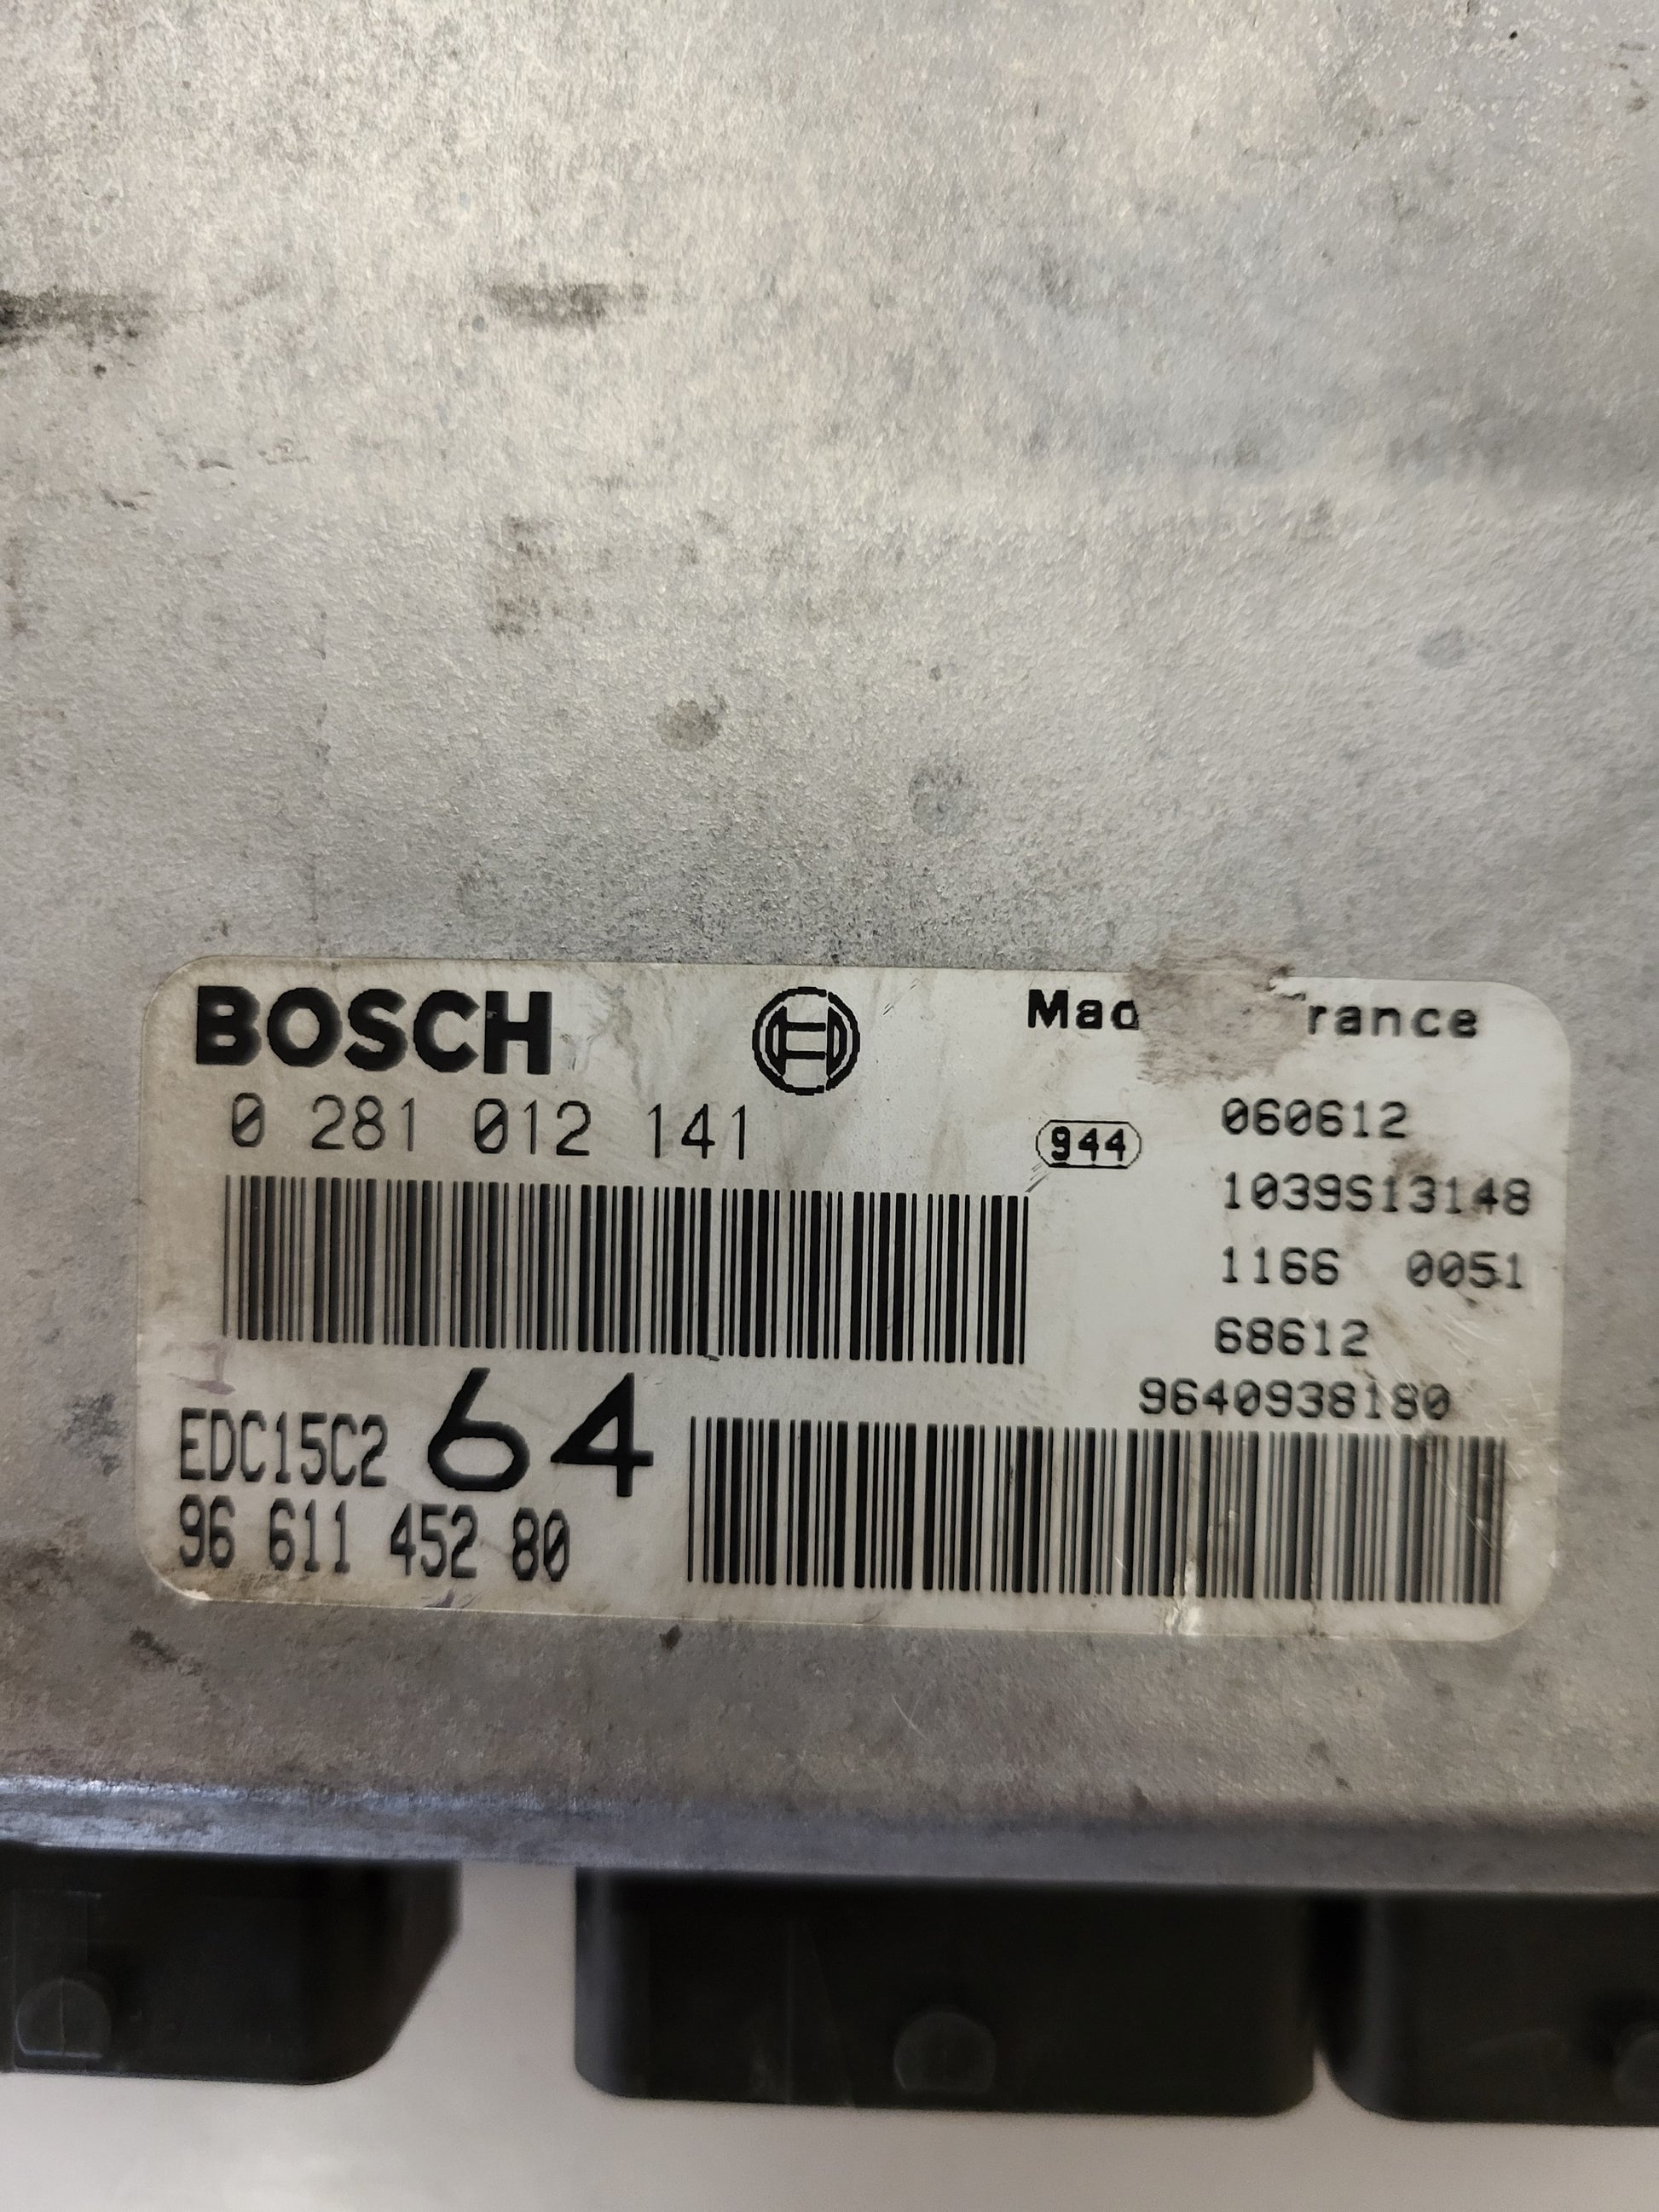 BOSCH
Mad rance
0 281 012 141
944
060612
1039S13148
1166 0051
68612
9640938180
EDC15C2 64
96 611 452 80